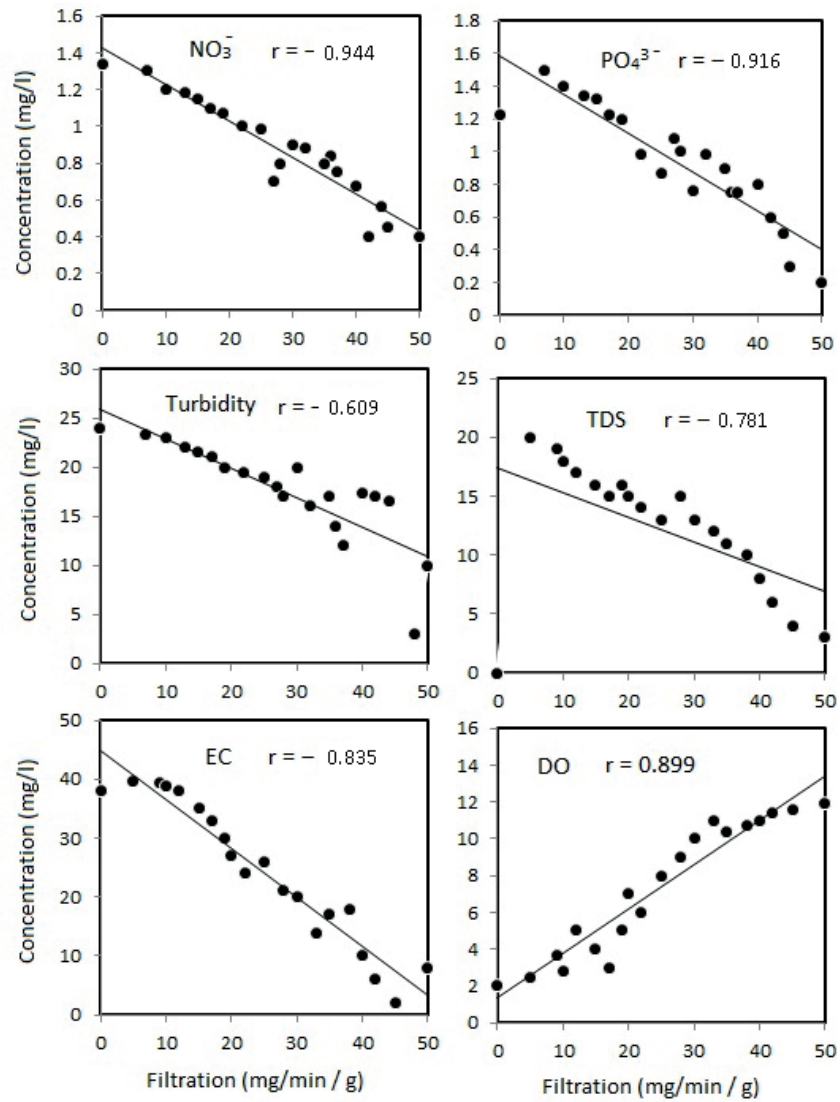 NO₃⁻ r = − 0.944
Concentration (mg/l)
1.6
1.4
1.2
1
0.8
0.6
0.4
0.2
0
0 10 20 30 40 50
PO₄³⁻ r = − 0.916
1.8
1.6
1.4
1.2
1
0.8
0.6
0.4
0.2
0
0 10 20 30 40 50
Turbidity r = - 0.609
Concentration (mg/l)
30
25
20
15
10
5
0
0 10 20 30 40 50
TDS r = − 0.781
25
20
15
10
5
0
0 10 20 30 40 50
EC r = − 0.835
Concentration (mg/l)
50
40
30
20
10
0
0 10 20 30 40 50
Filtration (mg/min / g)
DO r = 0.899
16
14
12
10
8
6
4
2
0
0 10 20 30 40 50
Filtration (mg/min / g)